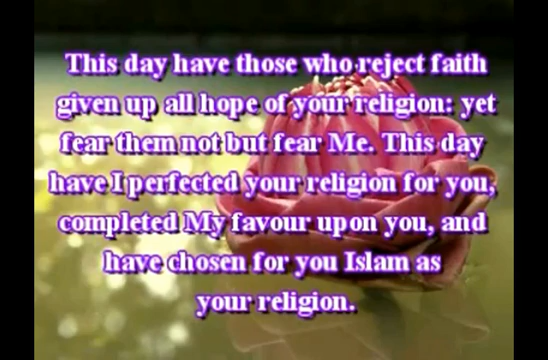 This day have those who reject faith
given up all hope of your religion: yet
fear them not but fear Me. This day
have I perfected your religion for you,
completed My favour upon you, and
have chosen for you Islam as
your religion.